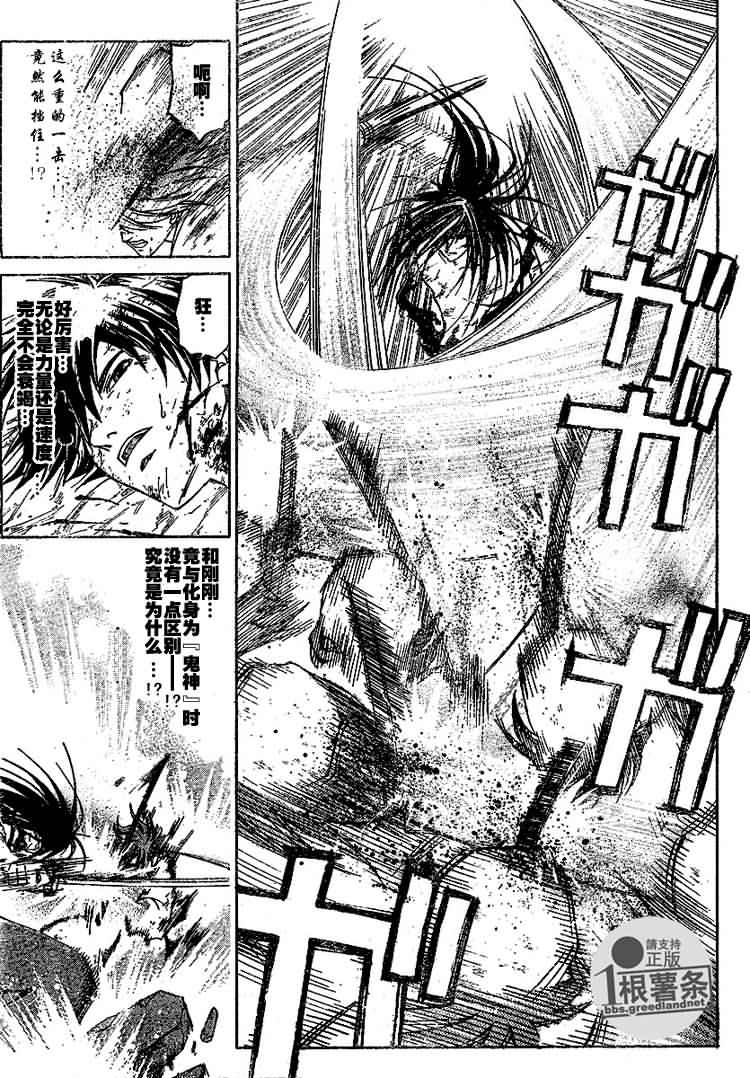 ガガガ
ガガ
呃啊…
这么重的一击…
竟然能挡住…!?
狂…
好厉害…
无论是力量还是速度
完全不会衰竭…
和刚刚…
竟与化身为『鬼神』时
没有一点区别——!?
究竟是为什么…!?
請支持
正版
1根薯条
bbs.greedland.net